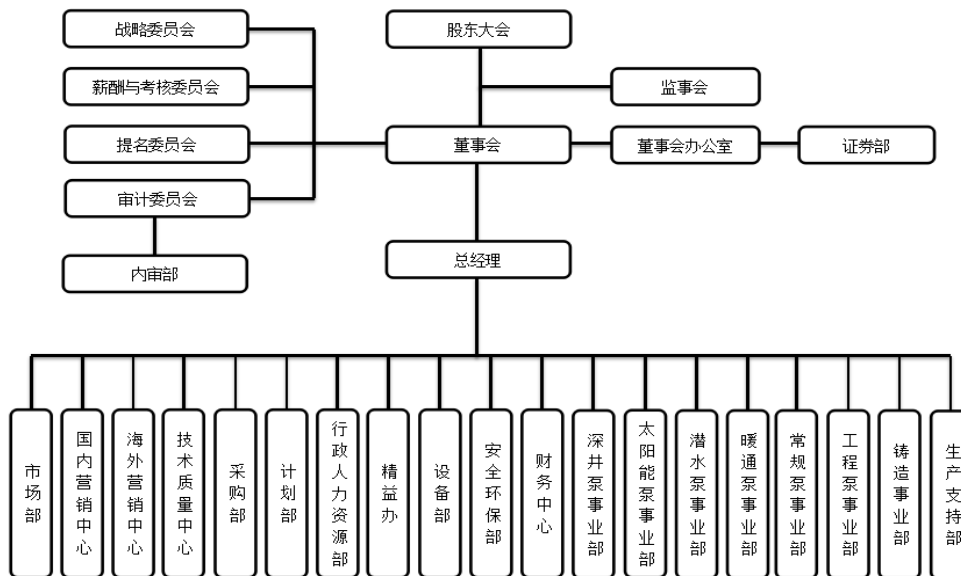 战略委员会
股东大会
薪酬与考核委员会
监事会
提名委员会
董事会
董事会办公室
证券部
审计委员会
总经理
内审部
市场部
国内营销中心
海外营销中心
技术质量中心
采购部
计划部
行政人力资源部
精益办
设备部
安全环保部
财务中心
深井泵事业部
太阳能泵事业部
潜水泵事业部
暖通泵事业部
常规泵事业部
工程泵事业部
铸造事业部
生产支持部